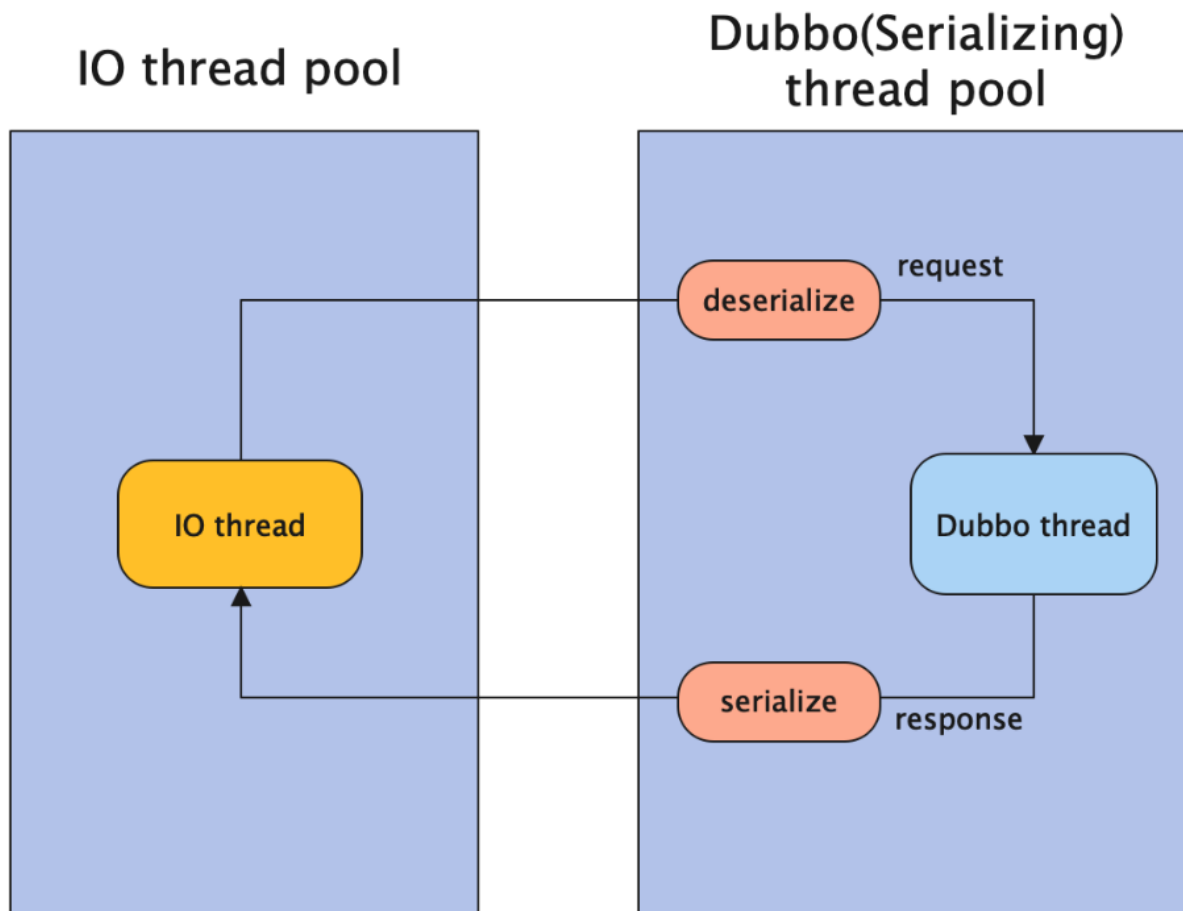 IO thread pool
Dubbo(Serializing)
thread pool
request
deserialize
IO thread
Dubbo thread
serialize
response